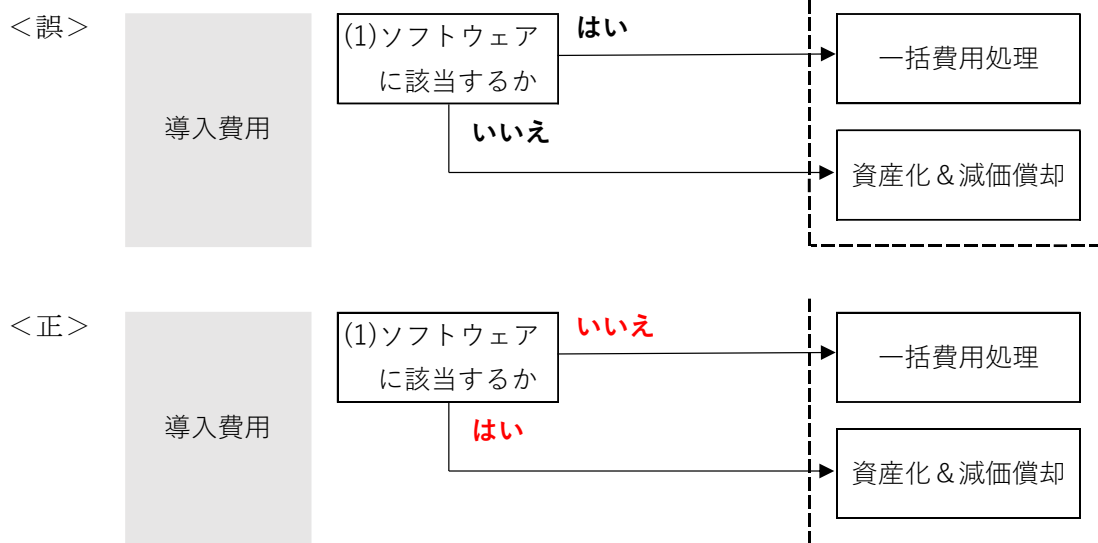 ＜誤＞
導入費用
(1)ソフトウェア
に該当するか
はい
いいえ
一括費用処理
資産化＆減価償却
＜正＞
導入費用
(1)ソフトウェア
に該当するか
いいえ
はい
一括費用処理
資産化＆減価償却